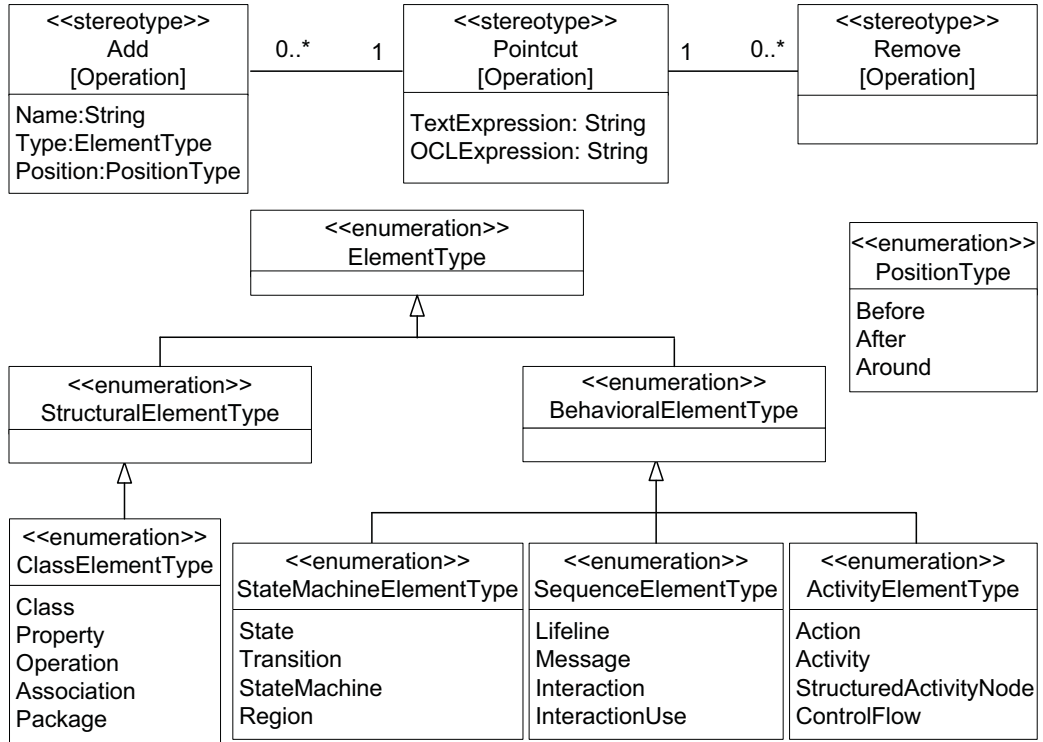 <<stereotype>>
Add
[Operation]
Name:String
Type:ElementType
Position:PositionType
0..*
1
<<stereotype>>
Pointcut
[Operation]
TextExpression: String
OCLExpression: String
1
0..*
<<stereotype>>
Remove
[Operation]
<<enumeration>>
ElementType
<<enumeration>>
PositionType
Before
After
Around
<<enumeration>>
StructuralElementType
<<enumeration>>
BehavioralElementType
<<enumeration>>
ClassElementType
Class
Property
Operation
Association
Package
<<enumeration>>
StateMachineElementType
State
Transition
StateMachine
Region
<<enumeration>>
SequenceElementType
Lifeline
Message
Interaction
InteractionUse
<<enumeration>>
ActivityElementType
Action
Activity
StructuredActivityNode
ControlFlow